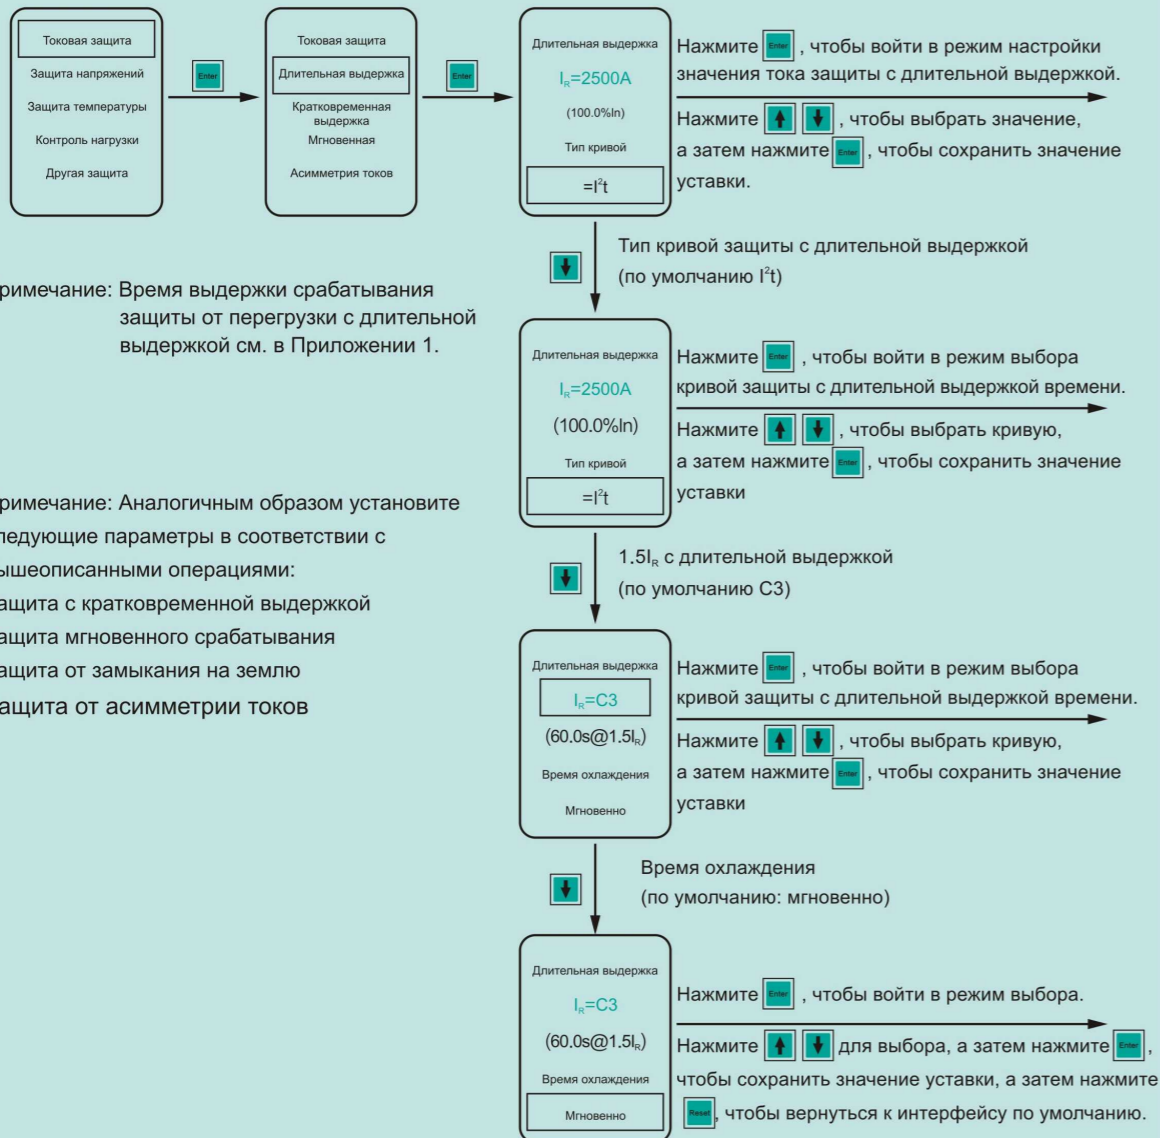 Токовая защита
Защита напряжений
Защита температуры
Контроль нагрузки
Другая защита
Enter
Токовая защита
Длительная выдержка
Кратковременная
выдержка
Мгновенная
Асимметрия токов
Enter
Длительная выдержка
I_R=2500A
(100.0%In)
Тип кривой
=I²t
Нажмите Enter , чтобы войти в режим настройки
значения тока защиты с длительной выдержкой.
Нажмите , чтобы выбрать значение,
а затем нажмите Enter , чтобы сохранить значение
уставки.
Тип кривой защиты с длительной выдержкой
(по умолчанию I²t)
римечание: Время выдержки срабатывания
защиты от перегрузки с длительной
выдержкой см. в Приложении 1.
Длительная выдержка
I_R=2500A
(100.0%In)
Тип кривой
=I²t
Нажмите Enter , чтобы войти в режим выбора
кривой защиты с длительной выдержкой времени.
Нажмите , чтобы выбрать кривую,
а затем нажмите Enter , чтобы сохранить значение
уставки
римечание: Аналогичным образом установите
ледующие параметры в соответствии с
ышеописанными операциями:
ащита с кратковременной выдержкой
ащита мгновенного срабатывания
ащита от замыкания на землю
ащита от асимметрии токов
1.5I_R с длительной выдержкой
(по умолчанию С3)
Длительная выдержка
I_R=C3
(60.0s@1.5I_R)
Время охлаждения
Мгновенно
Нажмите Enter , чтобы войти в режим выбора
кривой защиты с длительной выдержкой времени.
Нажмите , чтобы выбрать кривую,
а затем нажмите Enter , чтобы сохранить значение
уставки
Время охлаждения
(по умолчанию: мгновенно)
Длительная выдержка
I_R=C3
(60.0s@1.5I_R)
Время охлаждения
Мгновенно
Нажмите Enter , чтобы войти в режим выбора.
Нажмите для выбора, а затем нажмите Enter ,
чтобы сохранить значение уставки, а затем нажмите
Reset , чтобы вернуться к интерфейсу по умолчанию.